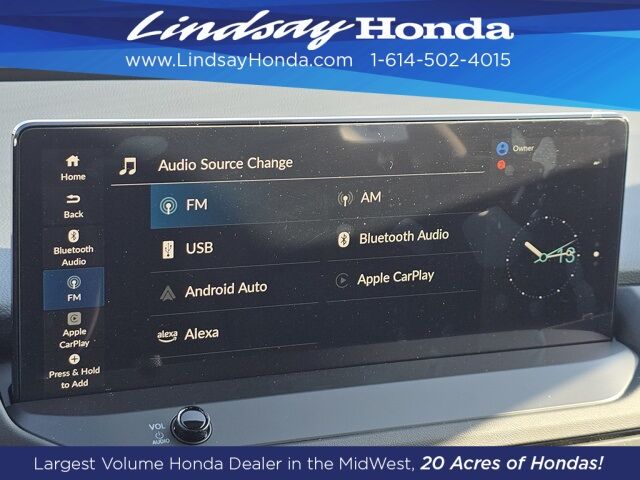 Lindsay Honda
www.LindsayHonda.com 1-614-502-4015
Home
Back
Bluetooth
Audio
FM
Apple
CarPlay
Press & Hold
to Add
Audio Source Change
FM
AM
USB
Bluetooth Audio
Android Auto
Apple CarPlay
alexa Alexa
Owner
VOL
AUDIO
Largest Volume Honda Dealer in the MidWest, 20 Acres of Hondas!